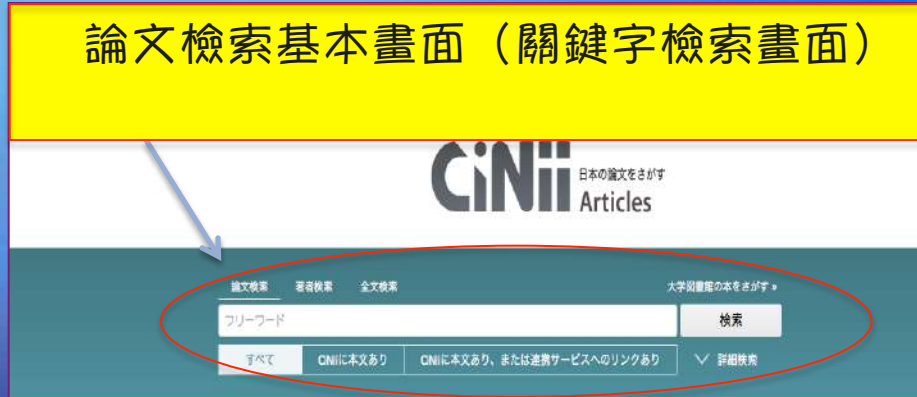 論文檢索基本畫面（關鍵字檢索畫面）
CiNii 日本の論文をさがす
Articles
論文検索 著者検索 全文検索 大学図書館の本をさがす »
フリーワード 検索
すべて CiNiiに本文あり CiNiiに本文あり、または連携サービスへのリンクあり 詳細検索